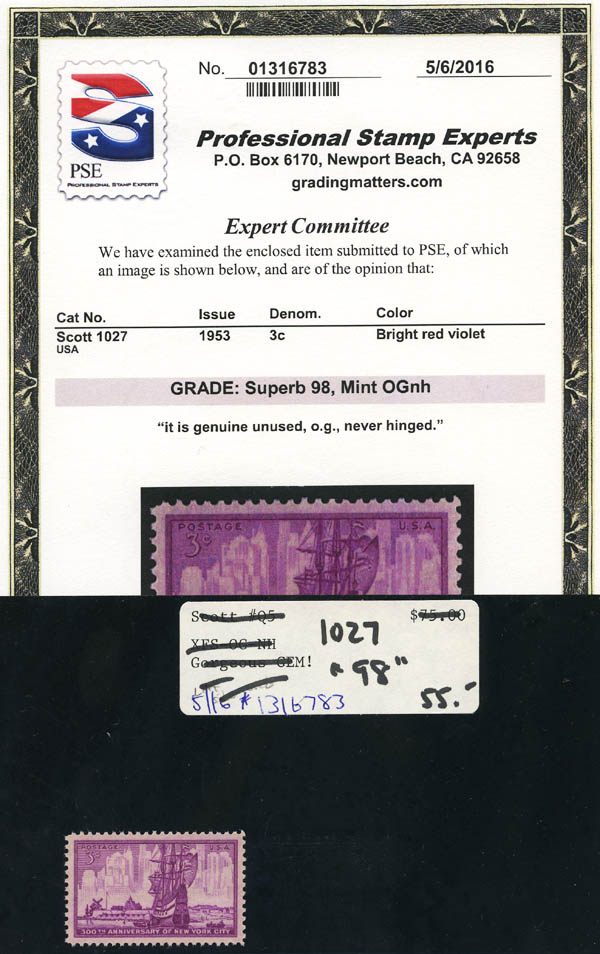 No. 01316783 5/6/2016
PSE
PROFESSIONAL STAMP EXPERTS
Professional Stamp Experts
P.O. Box 6170, Newport Beach, CA 92658
gradingmatters.com
Expert Committee
We have examined the enclosed item submitted to PSE, of which
an image is shown below, and are of the opinion that:
Cat No. Issue Denom. Color
Scott 1027 1953 3c Bright red violet
USA
GRADE: Superb 98, Mint OGnh
“it is genuine unused, o.g., never hinged.”
POSTAGE U.S.A.
3¢
Scott #Q5 $75.00
XFS OG NH 1027
Gorgeous GEM! "98"
5/16 #1316783 55.-
POSTAGE U.S.A.
3¢
300TH ANNIVERSARY OF NEW YORK CITY